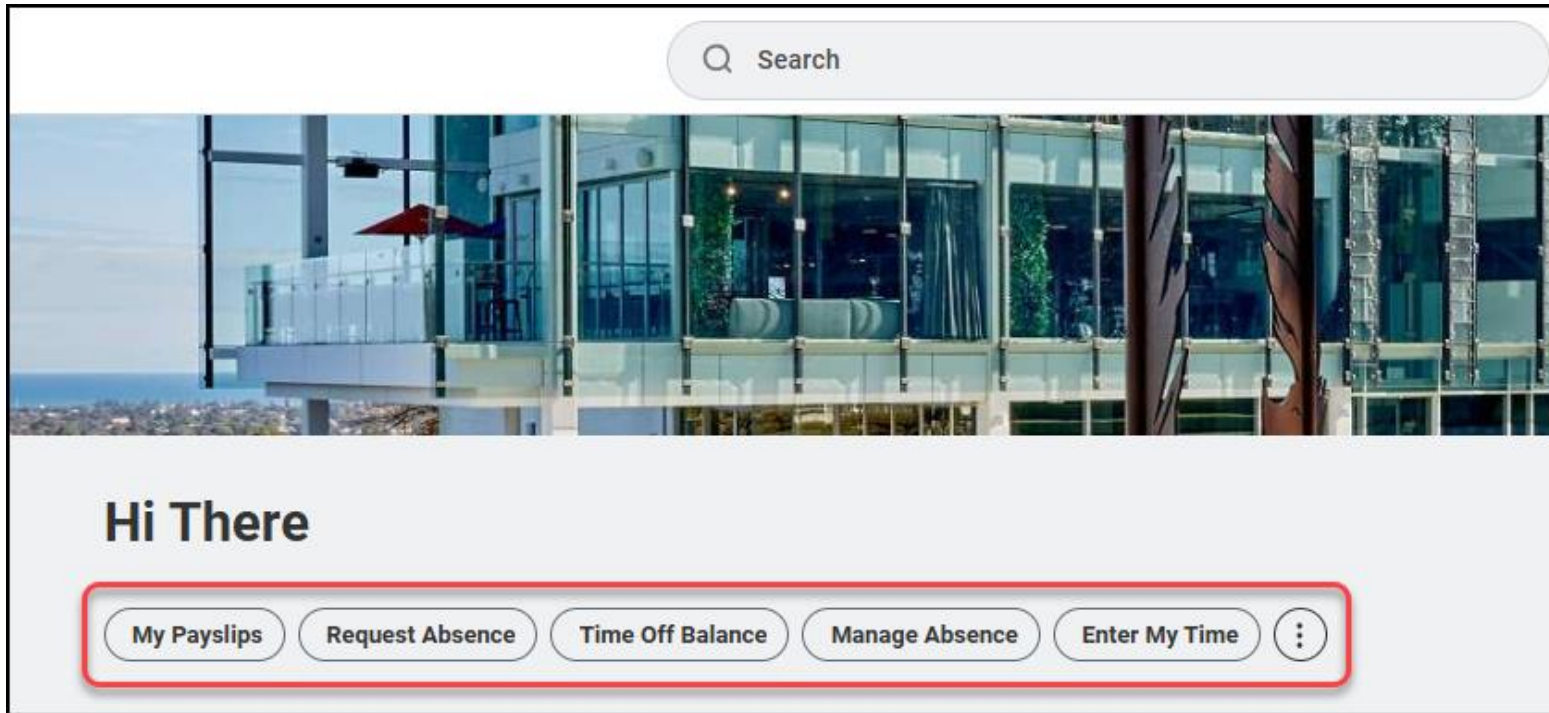 Search
Hi There
My Payslips Request Absence Time Off Balance Manage Absence Enter My Time